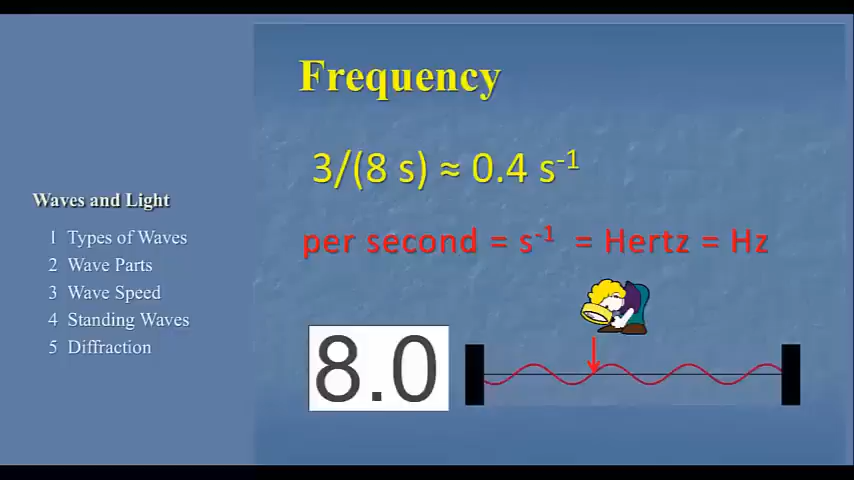 Frequency
3/(8 s) ≈ 0.4 s⁻¹
per second = s⁻¹ = Hertz = Hz
Waves and Light
1 Types of Waves
2 Wave Parts
3 Wave Speed
4 Standing Waves
5 Diffraction
8.0